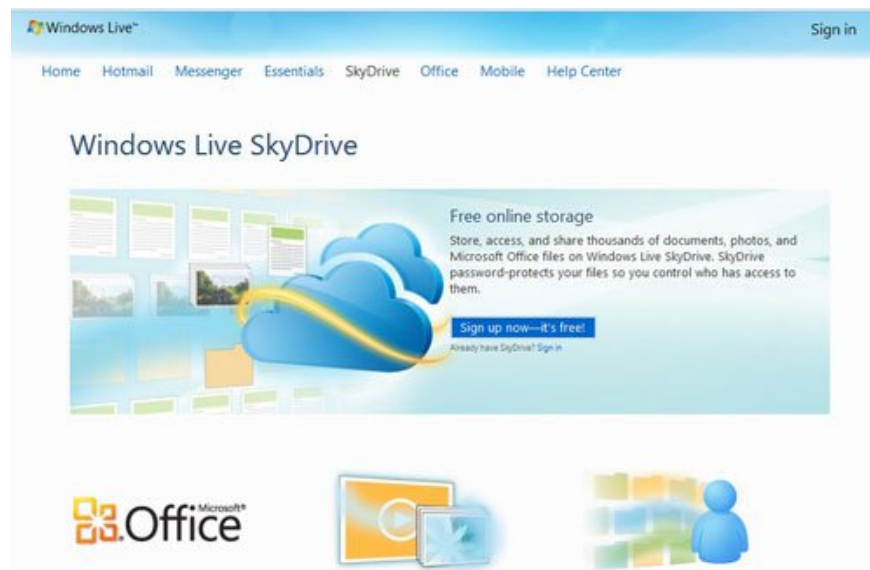 Windows Live™
Sign in
Home Hotmail Messenger Essentials SkyDrive Office Mobile Help Center
Windows Live SkyDrive
Free online storage
Store, access, and share thousands of documents, photos, and
Microsoft Office files on Windows Live SkyDrive. SkyDrive
password-protects your files so you control who has access to
them.
Sign up now—it's free!
Already have SkyDrive? Sign in
Microsoft®
Office